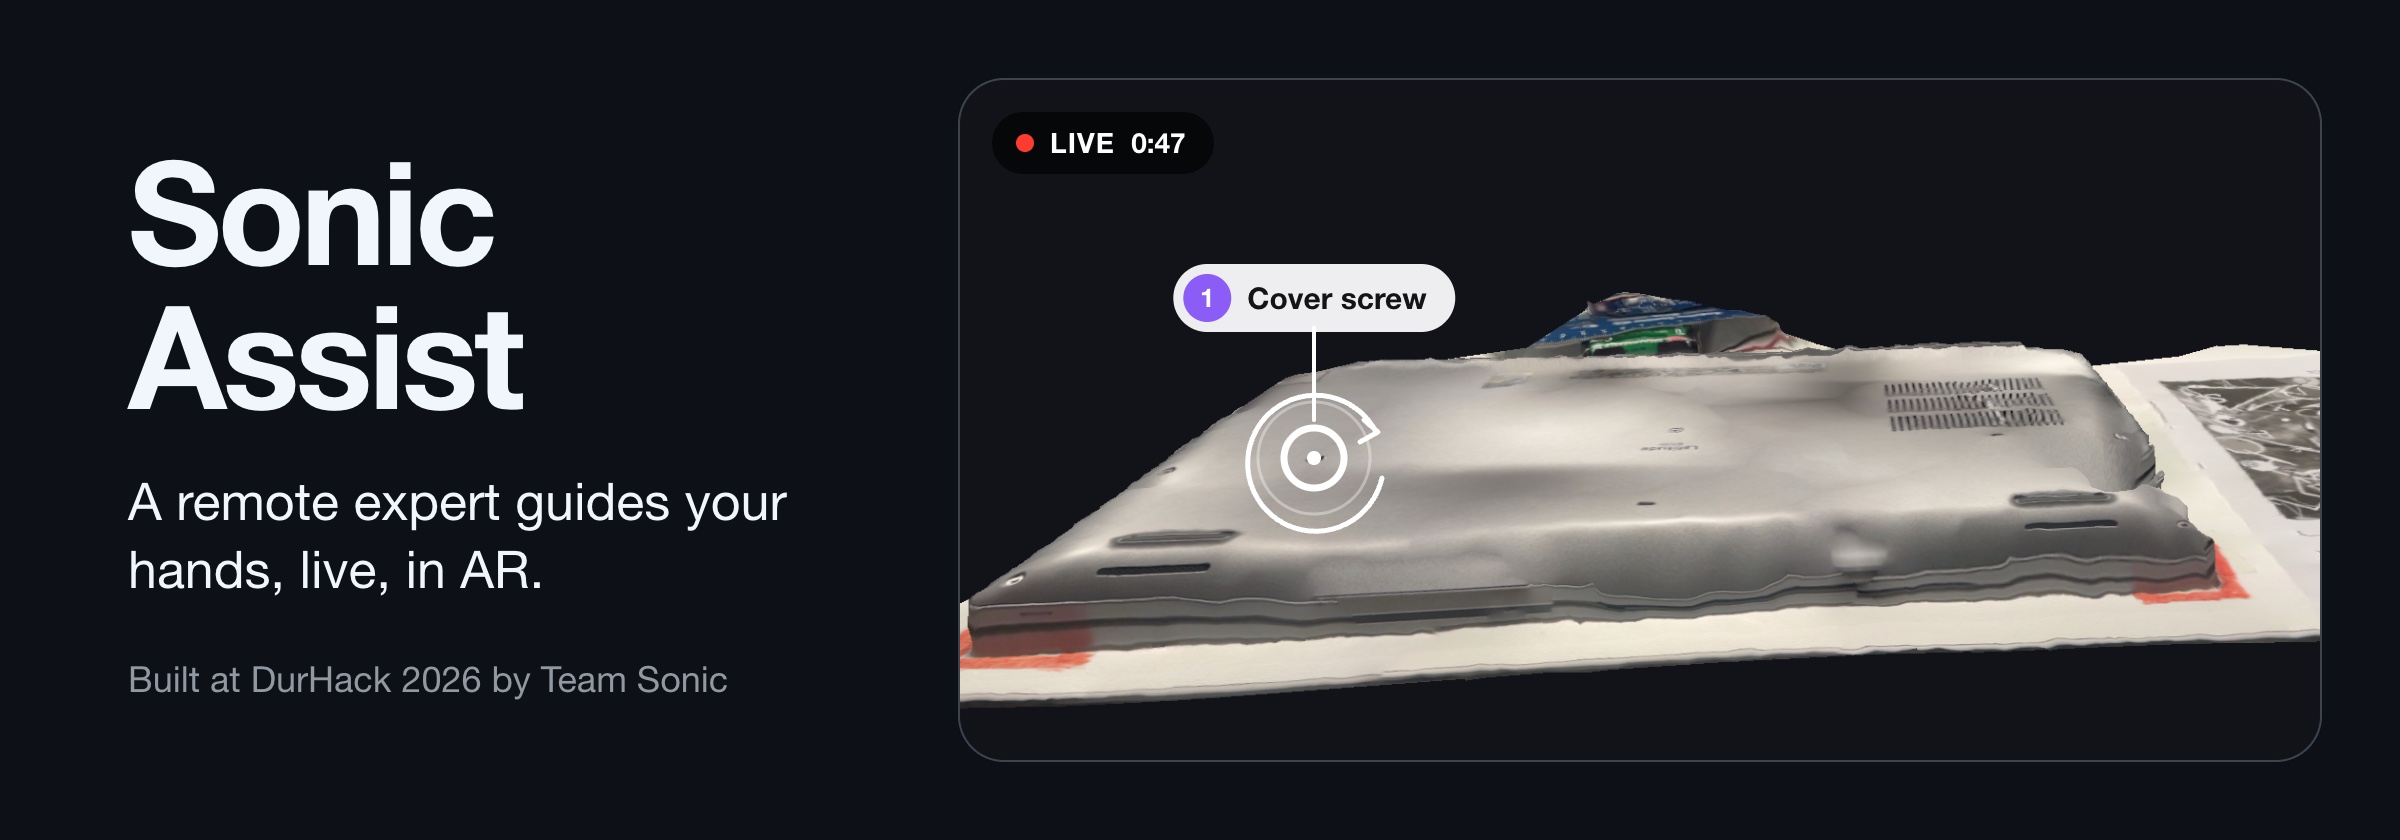 Sonic
Assist
A remote expert guides your
hands, live, in AR.
Built at DurHack 2026 by Team Sonic
LIVE 0:47
1 Cover screw